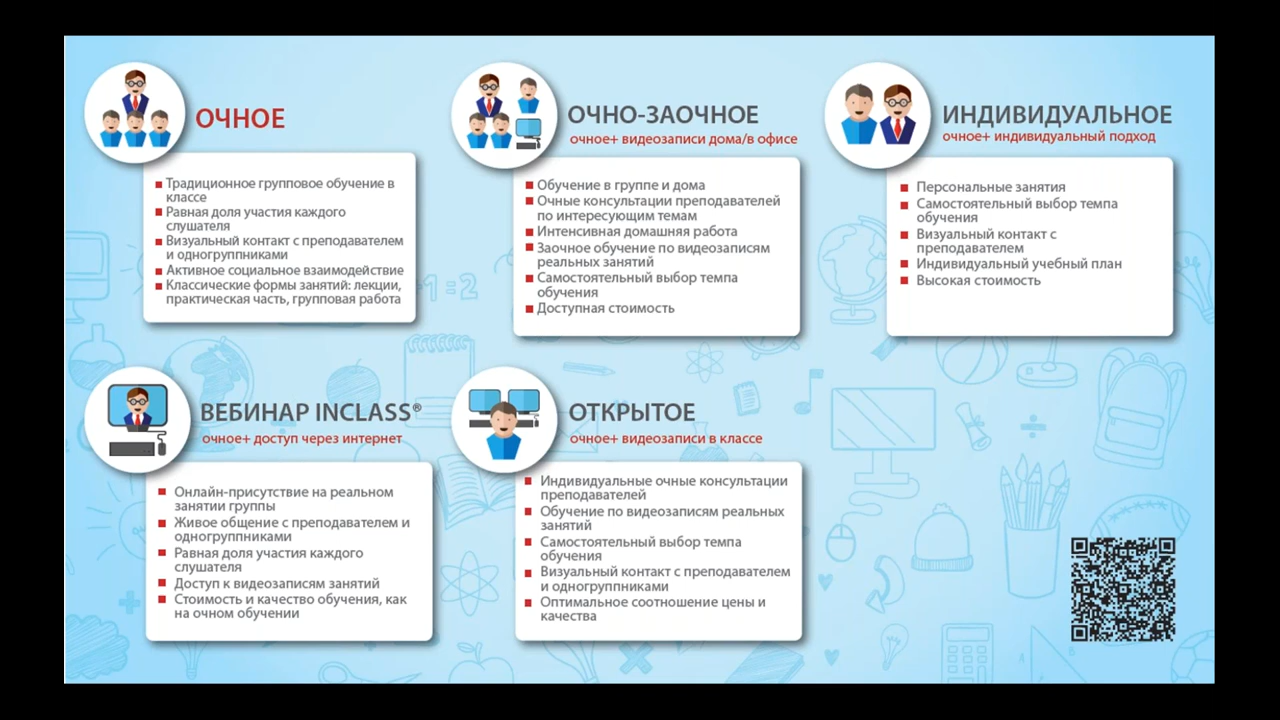 ОЧНОЕ
Традиционное групповое обучение в
классе
Равная доля участия каждого
слушателя
Визуальный контакт с преподавателем
и одногруппниками
Активное социальное взаимодействие
Классические формы занятий: лекции,
практическая часть, групповая работа
ОЧНО-ЗАОЧНОЕ
очное+ видеозаписи дома/в офисе
Обучение в группе и дома
Очные консультации преподавателей
по интересующим темам
Интенсивная домашняя работа
Заочное обучение по видеозаписям
реальных занятий
Самостоятельный выбор темпа
обучения
Доступная стоимость
ИНДИВИДУАЛЬНОЕ
очное+ индивидуальный подход
Персональные занятия
Самостоятельный выбор темпа
обучения
Визуальный контакт с
преподавателем
Индивидуальный учебный план
Высокая стоимость
ВЕБИНАР INCLASS®
очное+ доступ через интернет
Онлайн-присутствие на реальном
занятии группы
Живое общение с преподавателем и
одногруппниками
Равная доля участия каждого
слушателя
Доступ к видеозаписям занятий
Стоимость и качество обучения, как
на очном обучении
ОТКРЫТОЕ
очное+ видеозаписи в классе
Индивидуальные очные консультации
преподавателей
Обучение по видеозаписям реальных
занятий
Самостоятельный выбор темпа
обучения
Визуальный контакт с преподавателем
и одногруппниками
Оптимальное соотношение цены и
качества